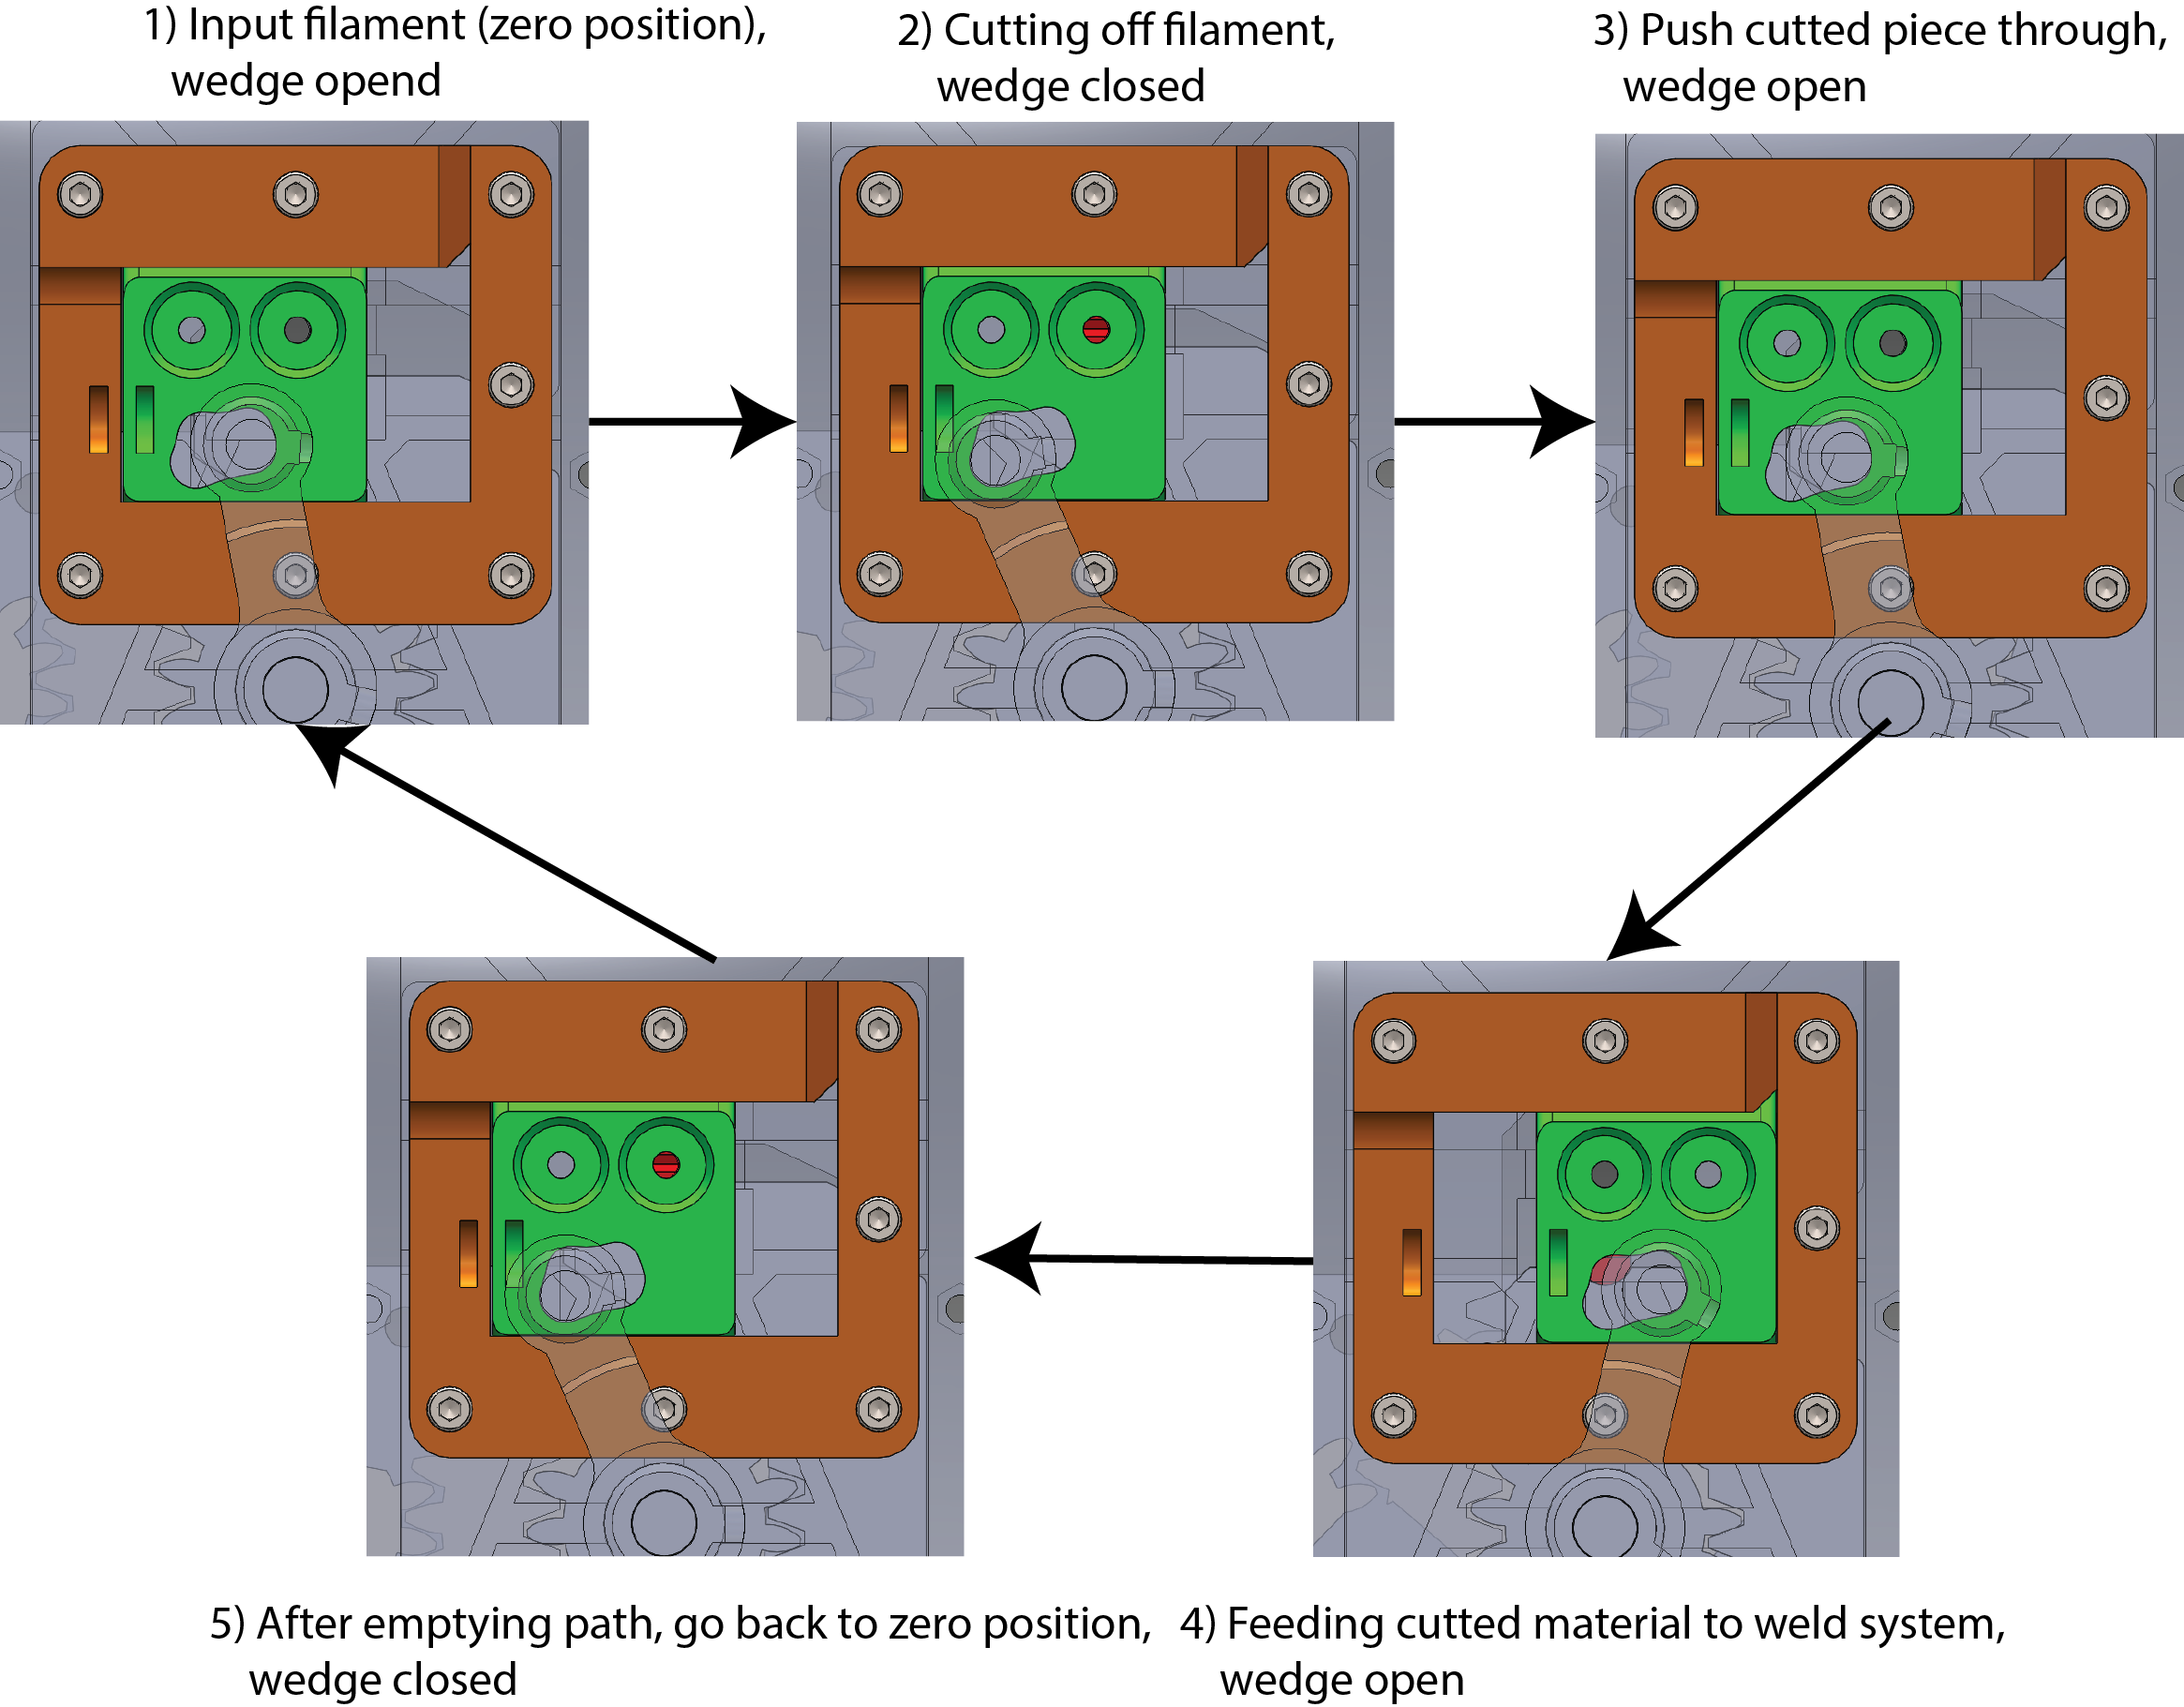 1) Input filament (zero position),
wedge opend
2) Cutting off filament,
wedge closed
3) Push cutted piece through,
wedge open
5) After emptying path, go back to zero position,
wedge closed
4) Feeding cutted material to weld system,
wedge open